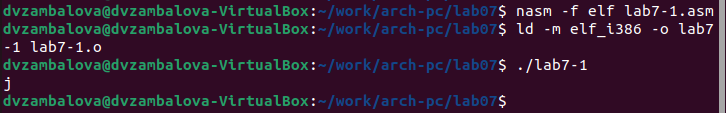 dvzambalova@dvzambalova-VirtualBox:~/work/arch-pc/lab07$ nasm -f elf lab7-1.asm
dvzambalova@dvzambalova-VirtualBox:~/work/arch-pc/lab07$ ld -m elf_i386 -o lab7
-1 lab7-1.o
dvzambalova@dvzambalova-VirtualBox:~/work/arch-pc/lab07$ ./lab7-1
j
dvzambalova@dvzambalova-VirtualBox:~/work/arch-pc/lab07$